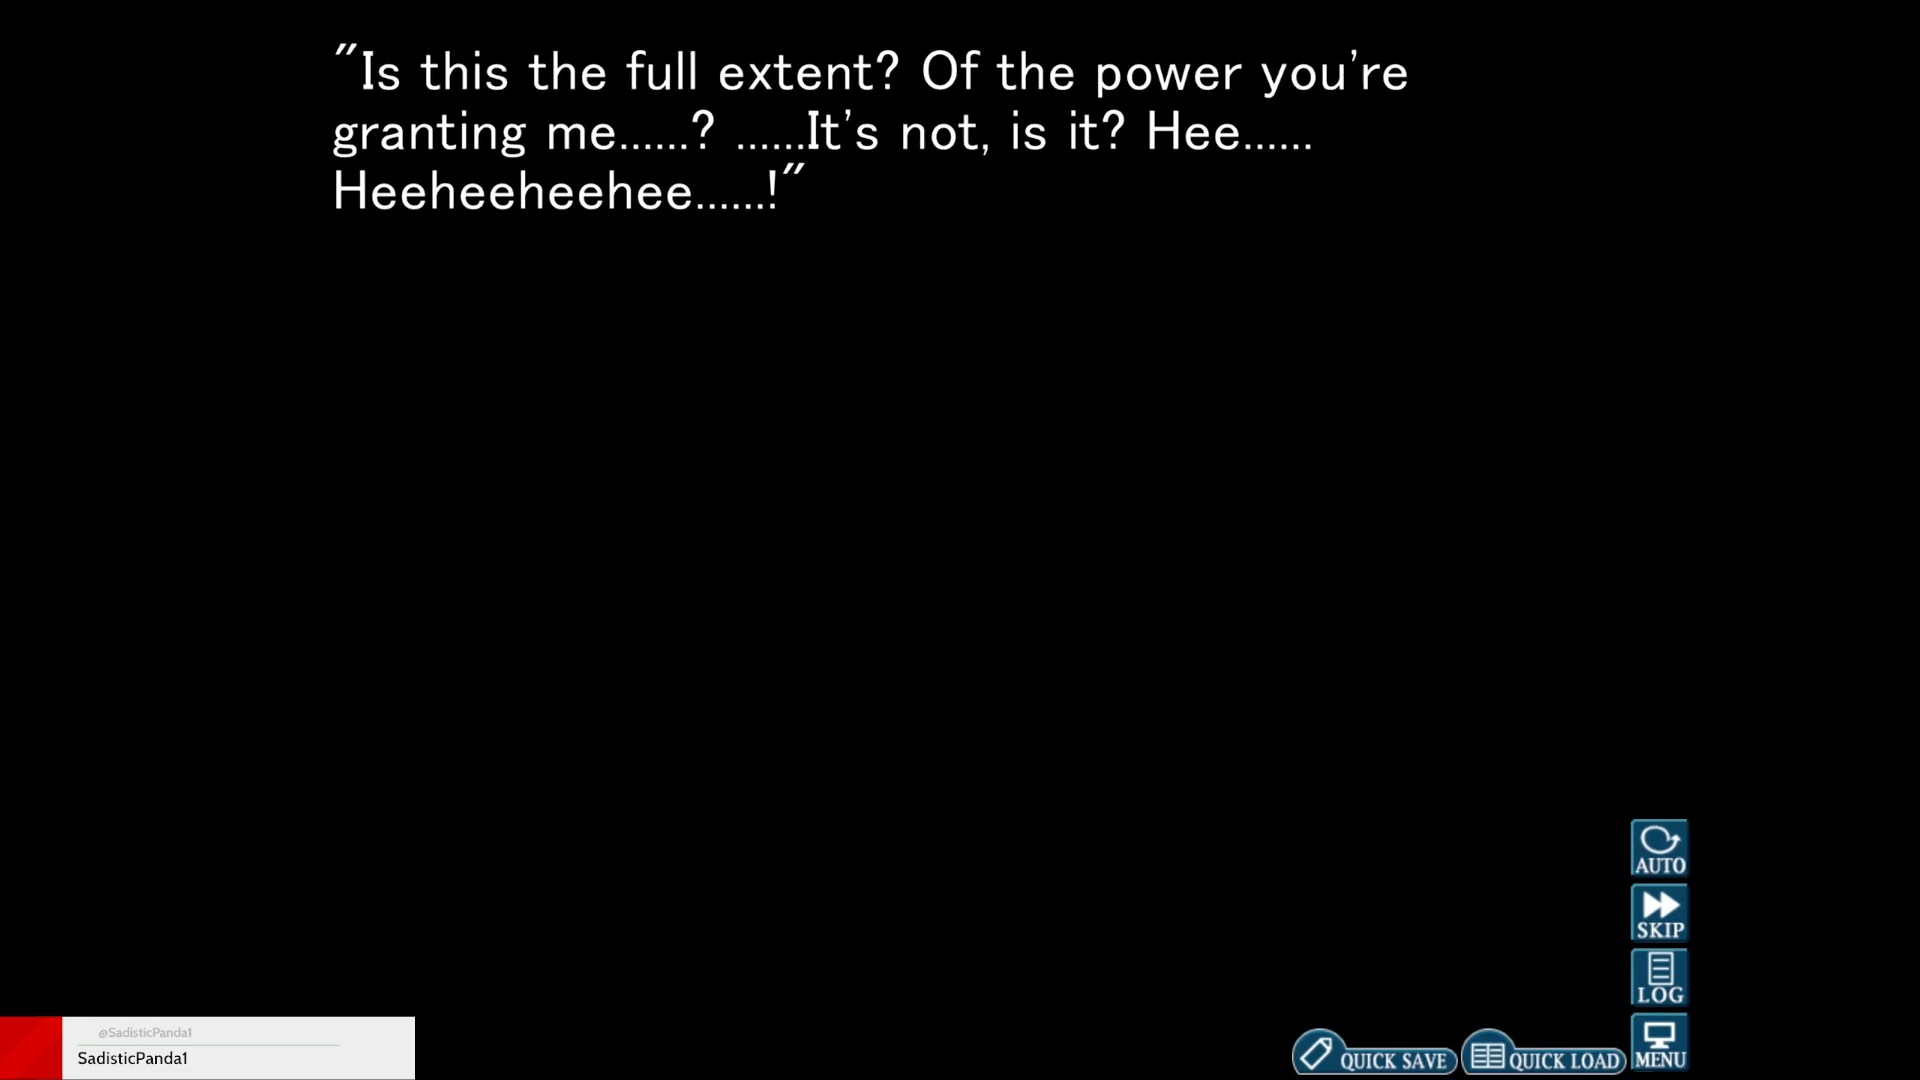 "Is this the full extent? Of the power you're
granting me......? ......It's not, is it? Hee......
Heeheeheehee......!"
AUTO
SKIP
LOG
MENU
QUICK SAVE
QUICK LOAD
@SadisticPanda1
SadisticPanda1